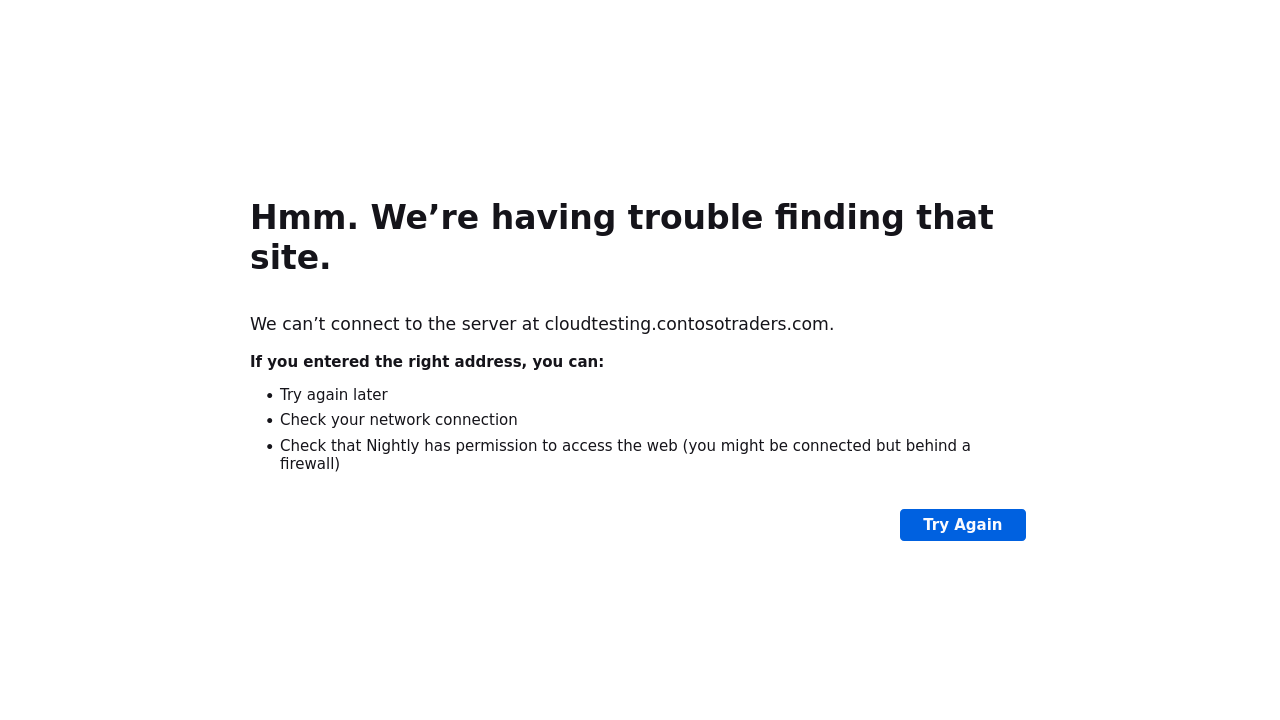 Hmm. We’re having trouble finding that
site.
We can’t connect to the server at cloudtesting.contosotraders.com.
If you entered the right address, you can:
• Try again later
• Check your network connection
• Check that Nightly has permission to access the web (you might be connected but behind a
firewall)
Try Again